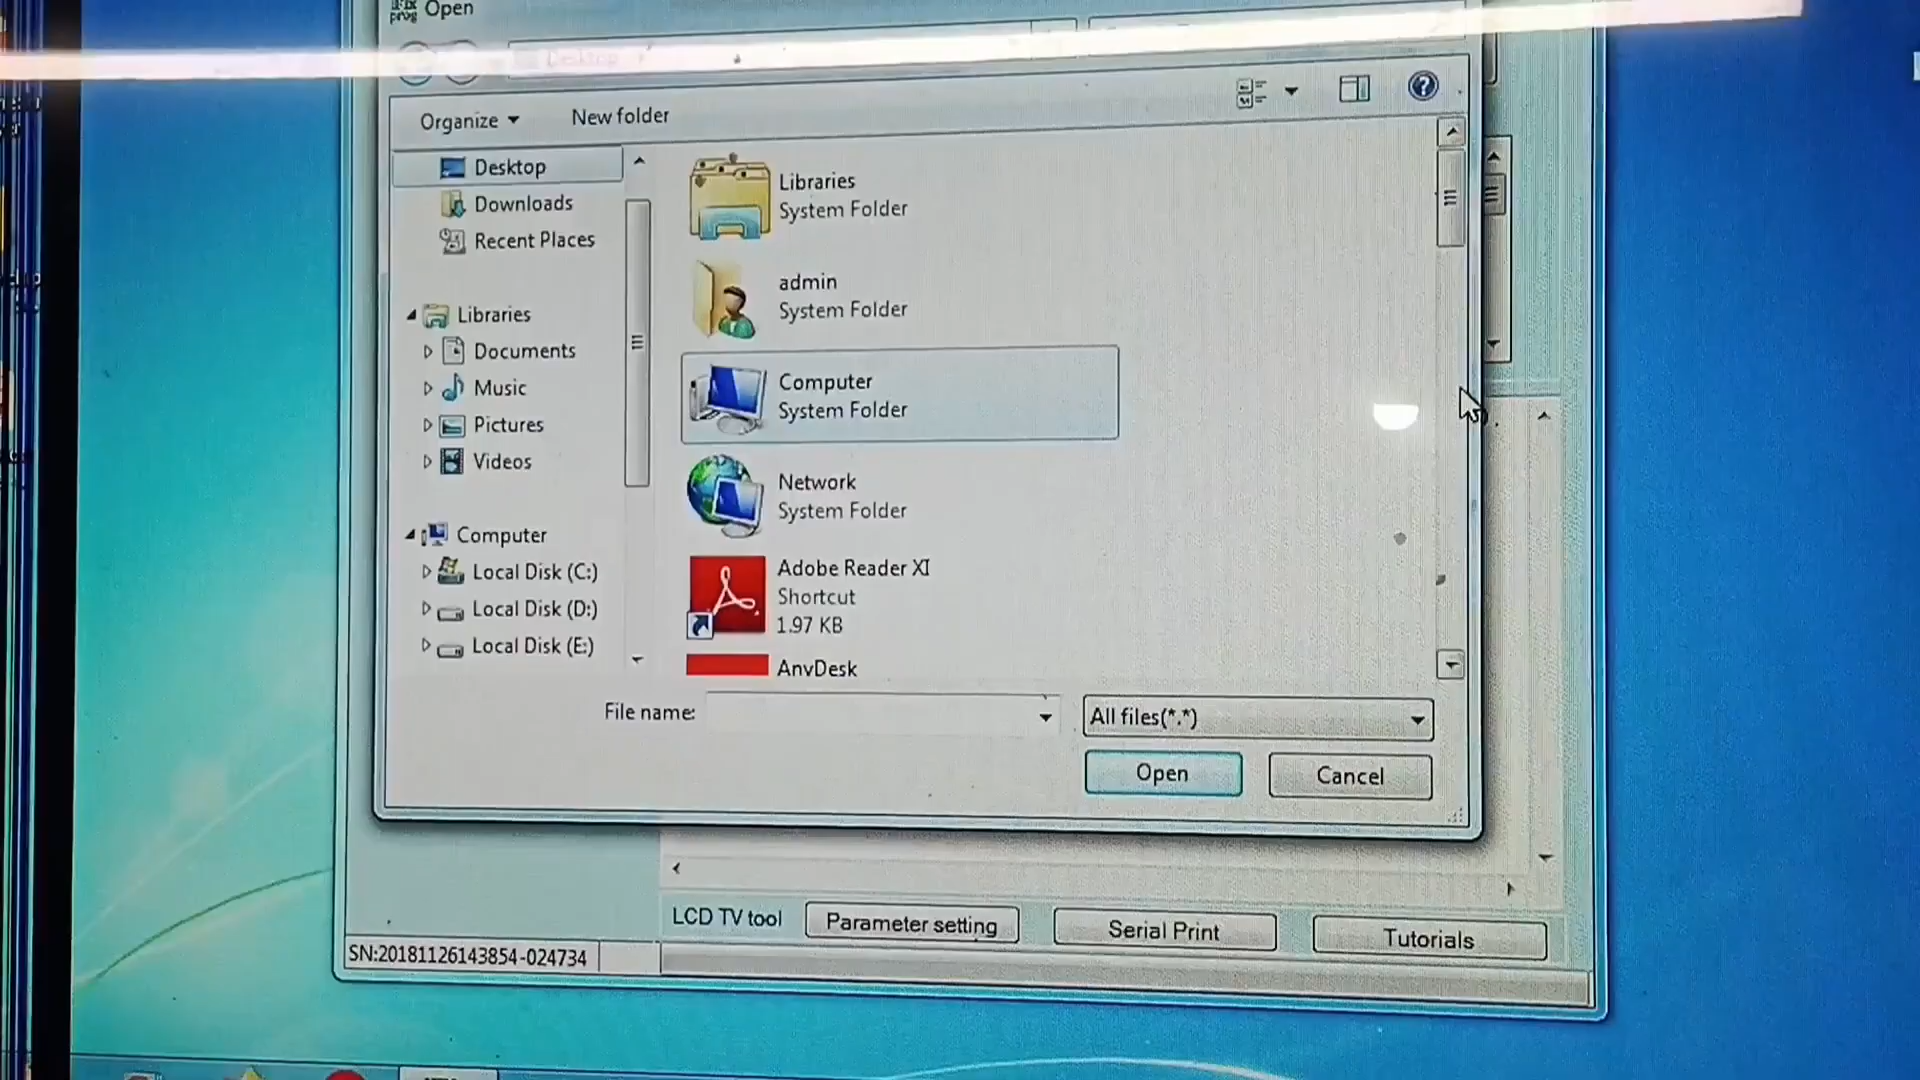 Open
Desktop
Organize
New folder
Desktop
Downloads
Recent Places
Libraries
Documents
Music
Pictures
Videos
Computer
Local Disk (C:)
Local Disk (D:)
Local Disk (E:)
Libraries
System Folder
admin
System Folder
Computer
System Folder
Network
System Folder
Adobe Reader XI
Shortcut
1.97 KB
AnyDesk
File name:
All files(*.*)
Open
Cancel
LCD TV tool
Parameter setting
Serial Print
Tutorials
SN:20181126143854-024734